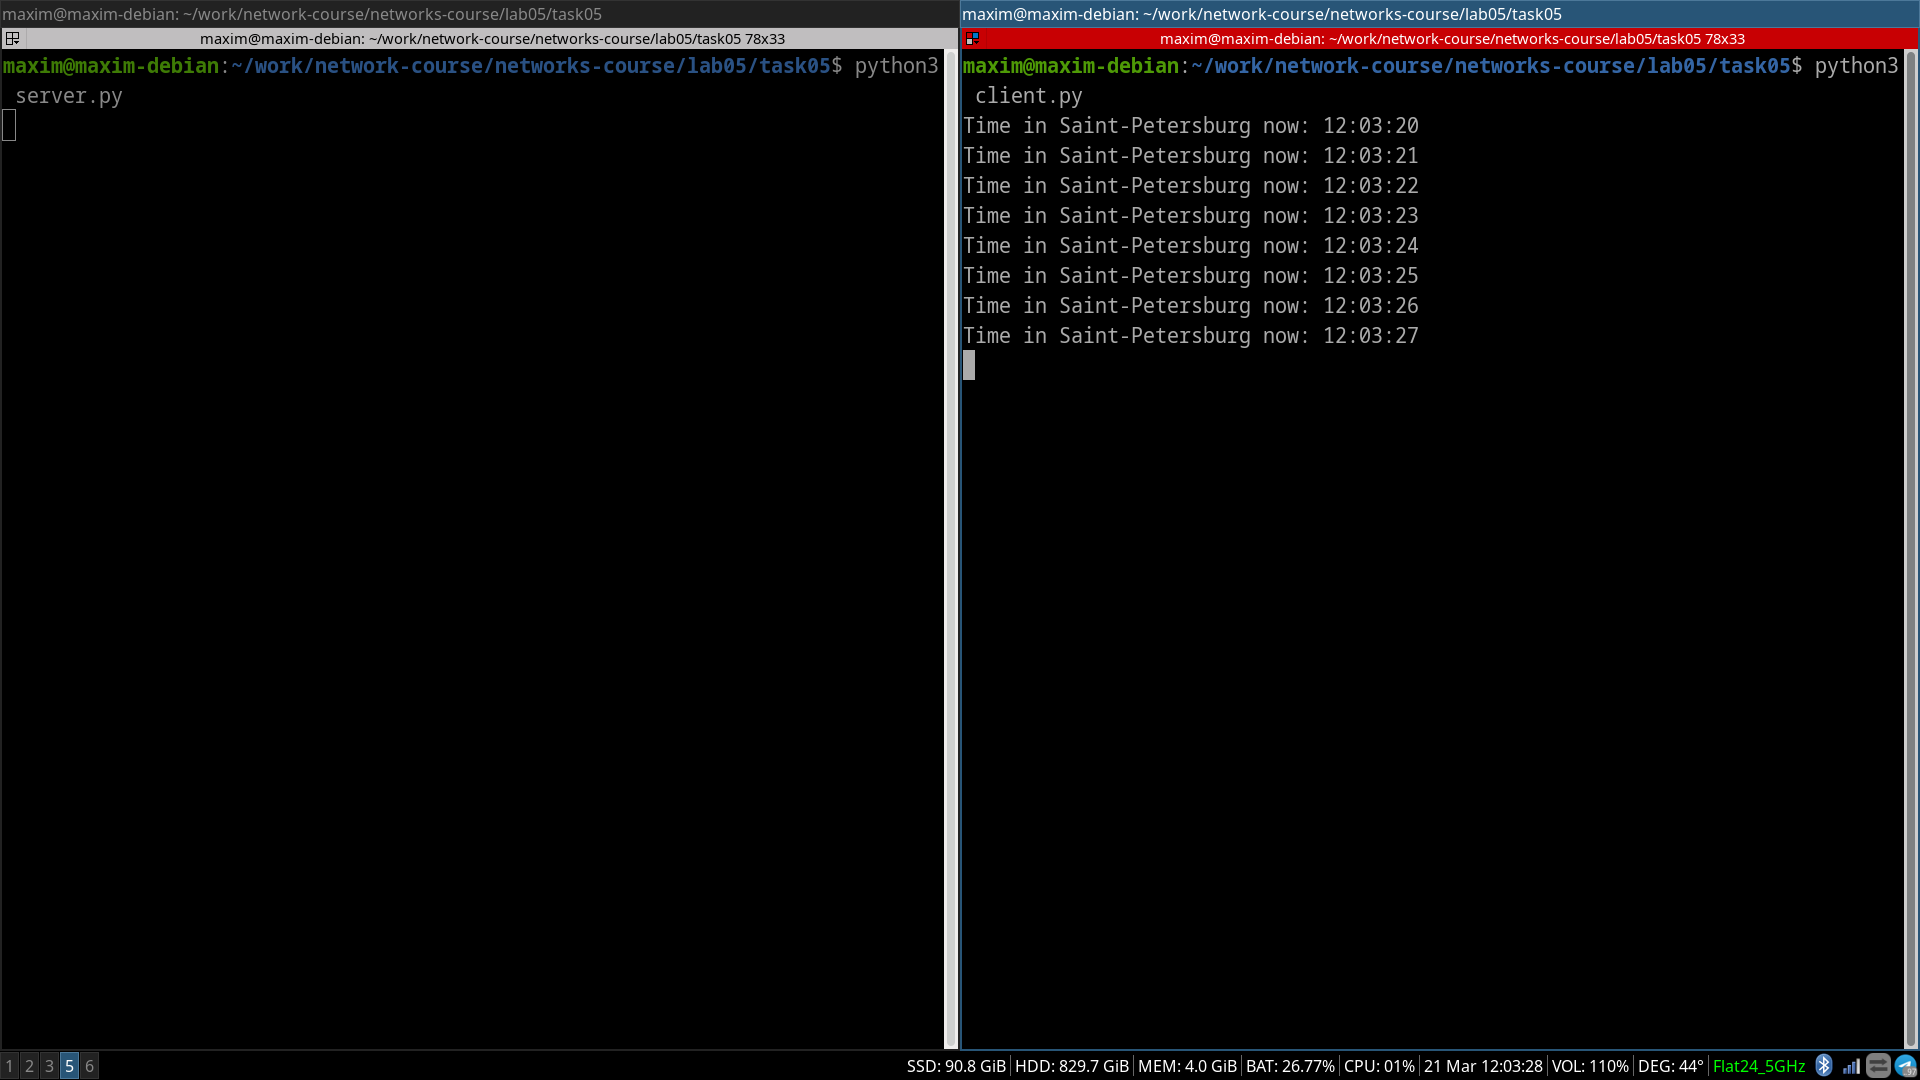 maxim@maxim-debian: ~/work/network-course/networks-course/lab05/task05
maxim@maxim-debian: ~/work/network-course/networks-course/lab05/task05 78x33
maxim@maxim-debian:~/work/network-course/networks-course/lab05/task05$ python3
server.py
maxim@maxim-debian: ~/work/network-course/networks-course/lab05/task05
maxim@maxim-debian: ~/work/network-course/networks-course/lab05/task05 78x33
maxim@maxim-debian:~/work/network-course/networks-course/lab05/task05$ python3
client.py
Time in Saint-Petersburg now: 12:03:20
Time in Saint-Petersburg now: 12:03:21
Time in Saint-Petersburg now: 12:03:22
Time in Saint-Petersburg now: 12:03:23
Time in Saint-Petersburg now: 12:03:24
Time in Saint-Petersburg now: 12:03:25
Time in Saint-Petersburg now: 12:03:26
Time in Saint-Petersburg now: 12:03:27
1 2 3 5 6 SSD: 90.8 GiB HDD: 829.7 GiB MEM: 4.0 GiB BAT: 26.77% CPU: 01% 21 Mar 12:03:28 VOL: 110% DEG: 44° Flat24_5GHz